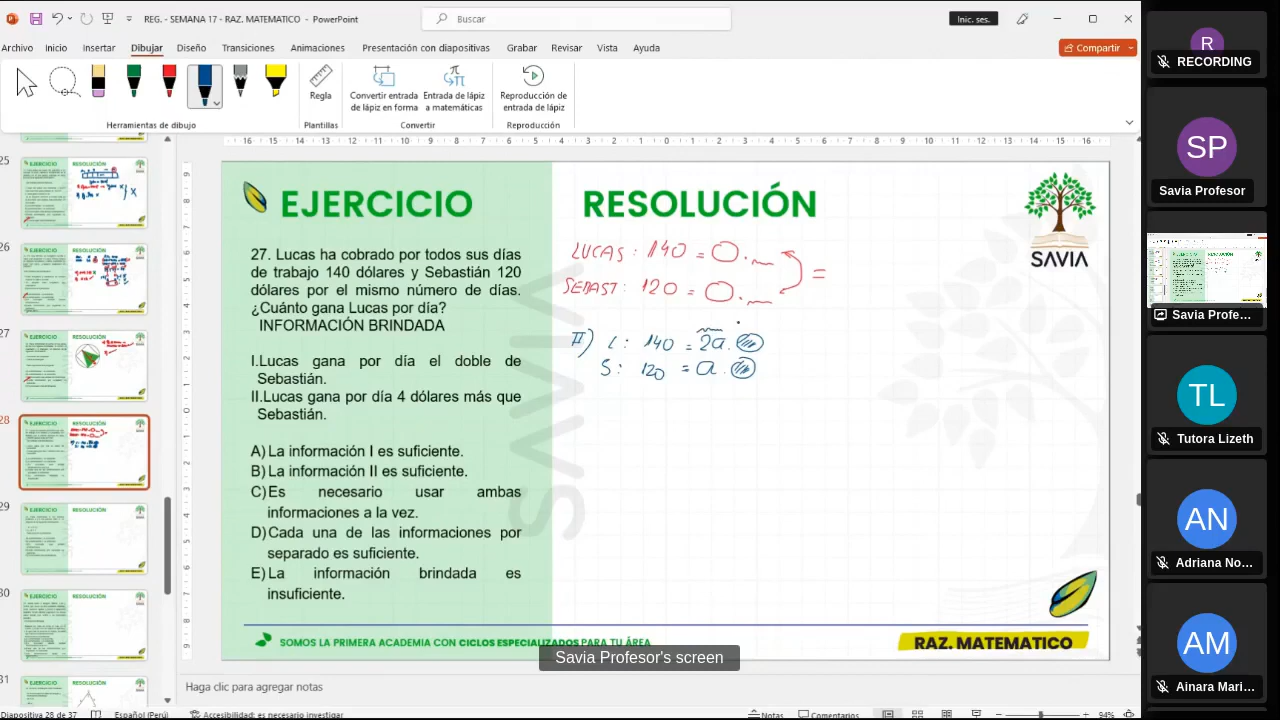 REG. - SEMANA 17 - RAZ. MATEMATICO - PowerPoint
Buscar
Inic. ses.
Archivo Inicio Insertar Dibujar Diseño Transiciones Animaciones Presentación con diapositivas Grabar Revisar Vista Ayuda
Compartir
Regla
Convertir entrada de lápiz en forma
Entrada de lápiz a matemáticas
Reproducción de entrada de lápiz
Herramientas de dibujo
Plantillas
Convertir
Reproducción
EJERCICIO
RESOLUCIÓN
SAVIA
27. Lucas ha cobrado por todos sus días
de trabajo 140 dólares y Sebastián 120
dólares por el mismo número de días.
¿Cuánto gana Lucas por día?
INFORMACIÓN BRINDADA
I.Lucas gana por día el doble de
Sebastián.
II.Lucas gana por día 4 dólares más que
Sebastián.
A) La información I es suficiente.
B) La información II es suficiente.
C) Es necesario usar ambas
informaciones a la vez.
D) Cada una de las informaciones por
separado es suficiente.
E) La información brindada es
insuficiente.
LUCAS : 140 =
SEBAST : 120 =
L : 140 = 2a .
S : 120 = a .
LA PRIMERA ACADEMIA
ESPECIALIZADOS PARA TU ÁREA
RAZ. MATEMATICO
Savia Profesor's screen
Haga clic para agregar notas
Diapositiva 28 de 37
Español (Perú)
Accesibilidad: es necesario investigar
Notas
Comentarios
94%
25
26
27
28
29
30
31
R
RECORDING
SP
Savia Profesor
Savia Profe...
TL
Tutora Lizeth
AN
Adriana No...
AM
Ainara Mari...